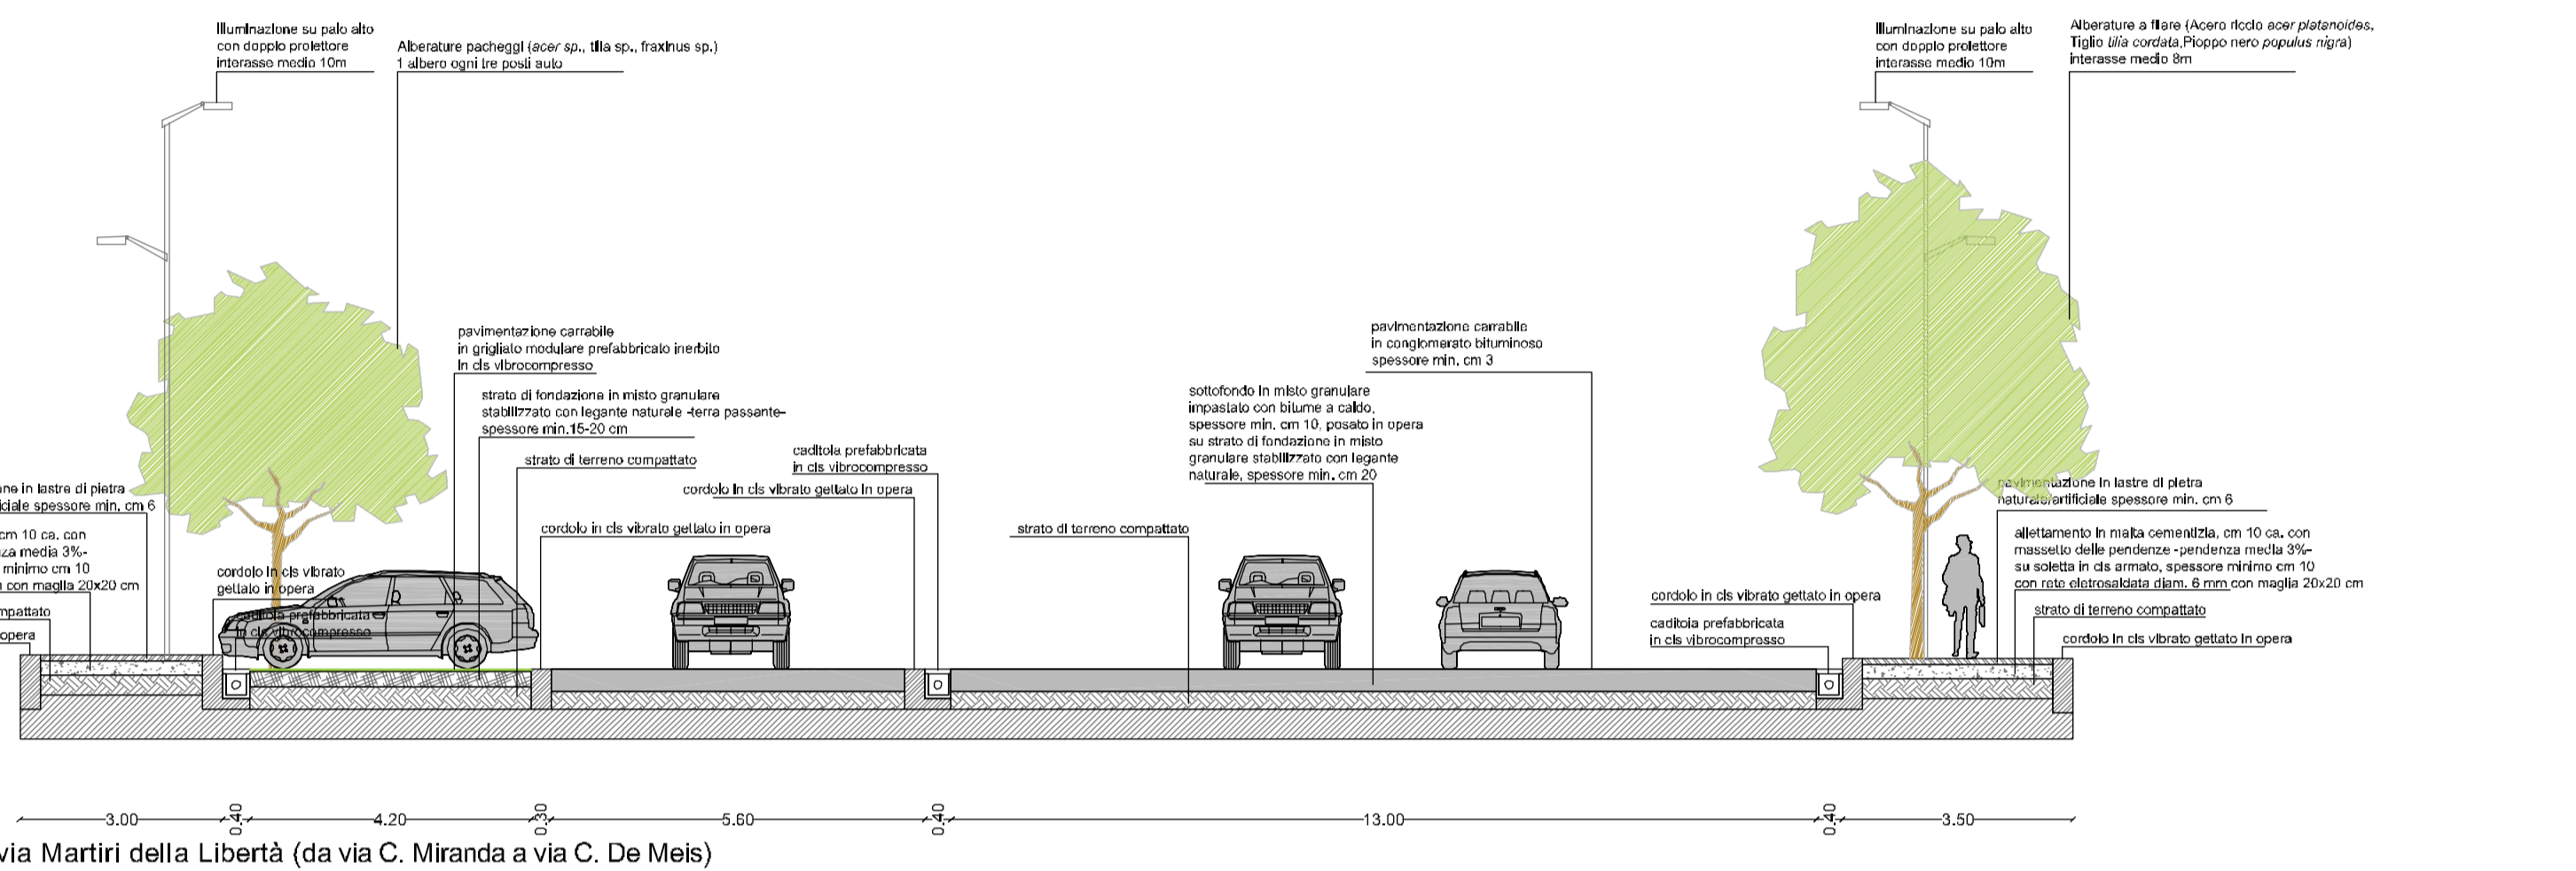 Illuminazione su palo alto
con doppio proiettore
interasse medio 10m
Alberature pacheggi (acer sp., tilia sp., fraxinus sp.)
1 albero ogni tre posti auto
Illuminazione su palo alto
con doppio proiettore
interasse medio 10m
Alberature a filare (Acero riccio acer platanoides,
Tiglio tilia cordata,Pioppo nero populus nigra)
interasse medio 8m
pavimentazione carrabile
in grigliato modulare prefabbricato inerbito
in cls vibrocompresso
strato di fondazione in misto granulare
stabilizzato con legante naturale -terra passante-
spessore min.15-20 cm
strato di terreno compattato
caditoia prefabbricata
in cls vibrocompresso
cordolo in cls vibrato gettato in opera
cordolo in cls vibrato gettato in opera
pavimentazione carrabile
in conglomerato bituminoso
spessore min. cm 3
sottofondo in misto granulare
impastato con bitume a caldo,
spessore min. cm 10, posato in opera
su strato di fondazione in misto
granulare stabilizzato con legante
naturale, spessore min. cm 20
strato di terreno compattato
ne in lastre di pietra
ciale spessore min. cm 6
cm 10 ca. con
za media 3%-
minimo cm 10
con maglia 20x20 cm
mpattato
opera
cordolo in cls vibrato
gettato in opera
caditoia prefabbricata
in cls vibrocompresso
cordolo in cls vibrato gettato in opera
caditoia prefabbricata
in cls vibrocompresso
pavimentazione in lastre di pietra
naturale/artificiale spessore min. cm 6
allettamento in malta cementizia, cm 10 ca. con
massetto delle pendenze -pendenza media 3%-
su soletta in cls armato, spessore minimo cm 10
con rete eletrosaldata diam. 6 mm con maglia 20x20 cm
strato di terreno compattato
cordolo in cls vibrato gettato in opera
3.00
0.40
4.20
0.30
5.60
0.40
13.00
0.40
3.50
via Martiri della Libertà (da via C. Miranda a via C. De Meis)